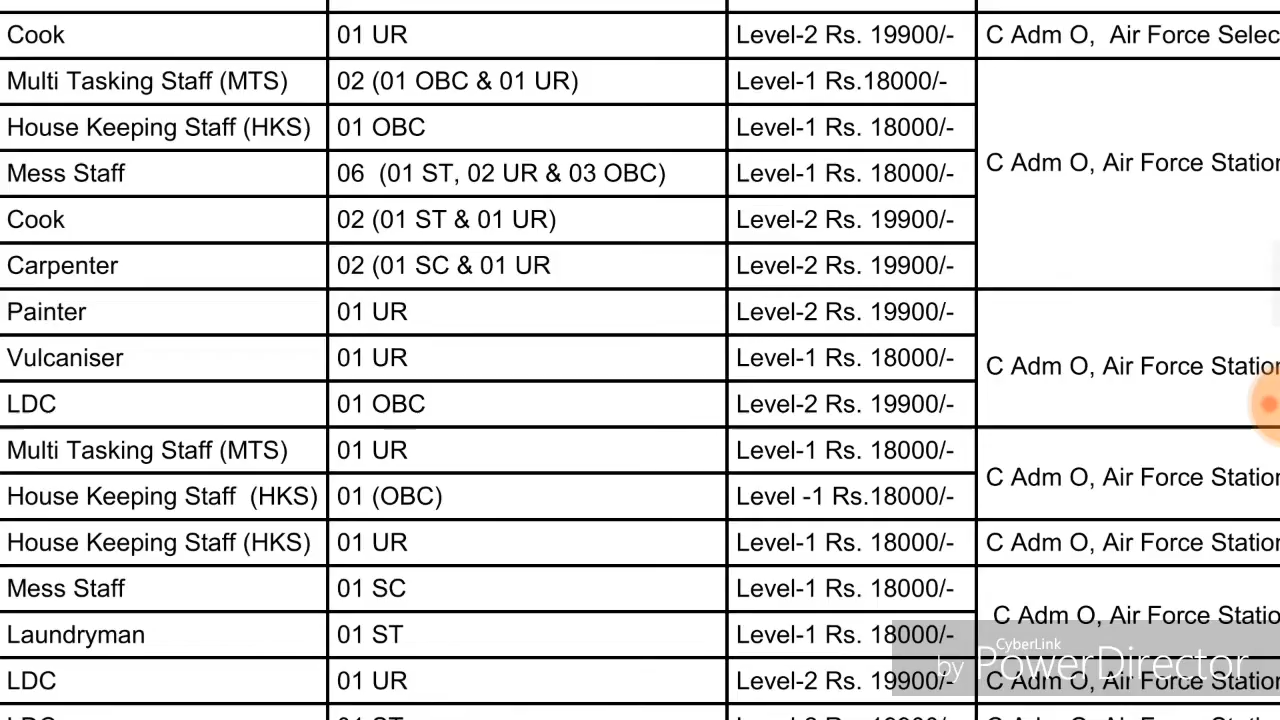 Cook 01 UR Level-2 Rs. 19900/- C Adm O, Air Force Selec
Multi Tasking Staff (MTS) 02 (01 OBC & 01 UR) Level-1 Rs.18000/-
House Keeping Staff (HKS) 01 OBC Level-1 Rs. 18000/-
C Adm O, Air Force Station
Mess Staff 06 (01 ST, 02 UR & 03 OBC) Level-1 Rs. 18000/-
Cook 02 (01 ST & 01 UR) Level-2 Rs. 19900/-
Carpenter 02 (01 SC & 01 UR Level-2 Rs. 19900/-
Painter 01 UR Level-2 Rs. 19900/-
Vulcaniser 01 UR Level-1 Rs. 18000/-
C Adm O, Air Force Station
LDC 01 OBC Level-2 Rs. 19900/-
Multi Tasking Staff (MTS) 01 UR Level-1 Rs. 18000/-
C Adm O, Air Force Station
House Keeping Staff (HKS) 01 (OBC) Level -1 Rs.18000/-
House Keeping Staff (HKS) 01 UR Level-1 Rs. 18000/- C Adm O, Air Force Station
Mess Staff 01 SC Level-1 Rs. 18000/-
C Adm O, Air Force Statio
Laundryman 01 ST Level-1 Rs. 18000/-
CyberLink
by PowerDirector
LDC 01 UR Level-2 Rs. 19900/- C Adm O, Air Force Station